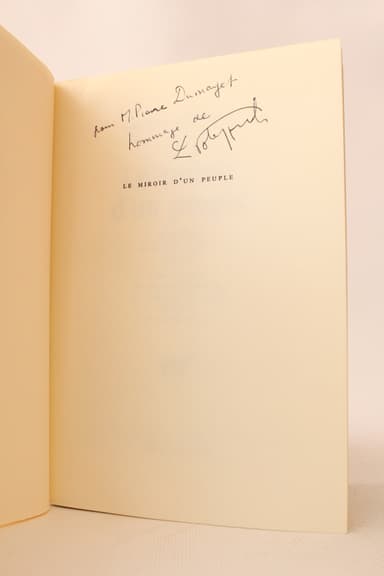 pour M. Pierre Dumayet
hommage de
LE MIROIR D'UN PEUPLE